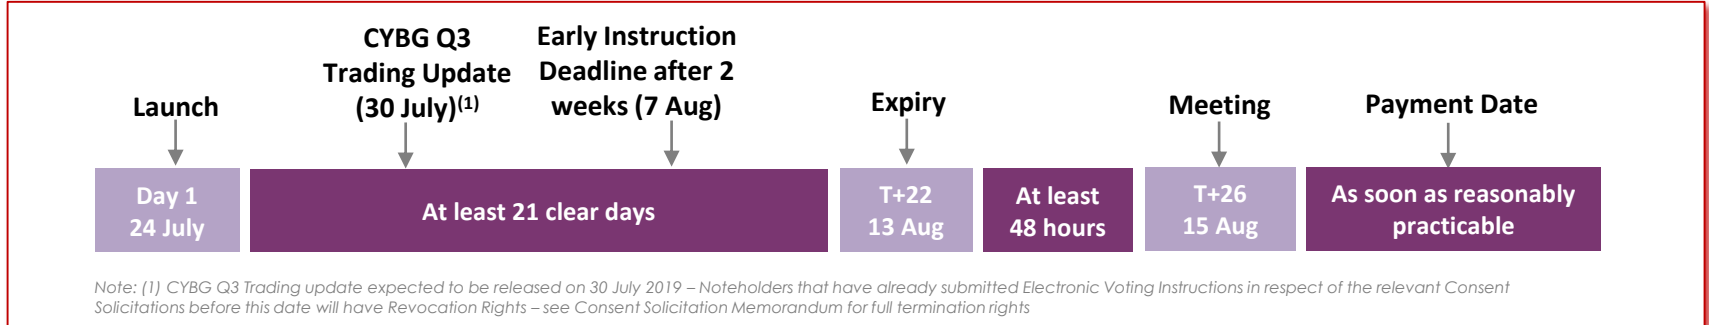 Launch
CYBG Q3
Trading Update
(30 July)(1)
Early Instruction
Deadline after 2
weeks (7 Aug)
Expiry
Meeting
Payment Date
Day 1
24 July
At least 21 clear days
T+22
13 Aug
At least
48 hours
T+26
15 Aug
As soon as reasonably
practicable
Note: (1) CYBG Q3 Trading update expected to be released on 30 July 2019 – Noteholders that have already submitted Electronic Voting Instructions in respect of the relevant Consent
Solicitations before this date will have Revocation Rights – see Consent Solicitation Memorandum for full termination rights